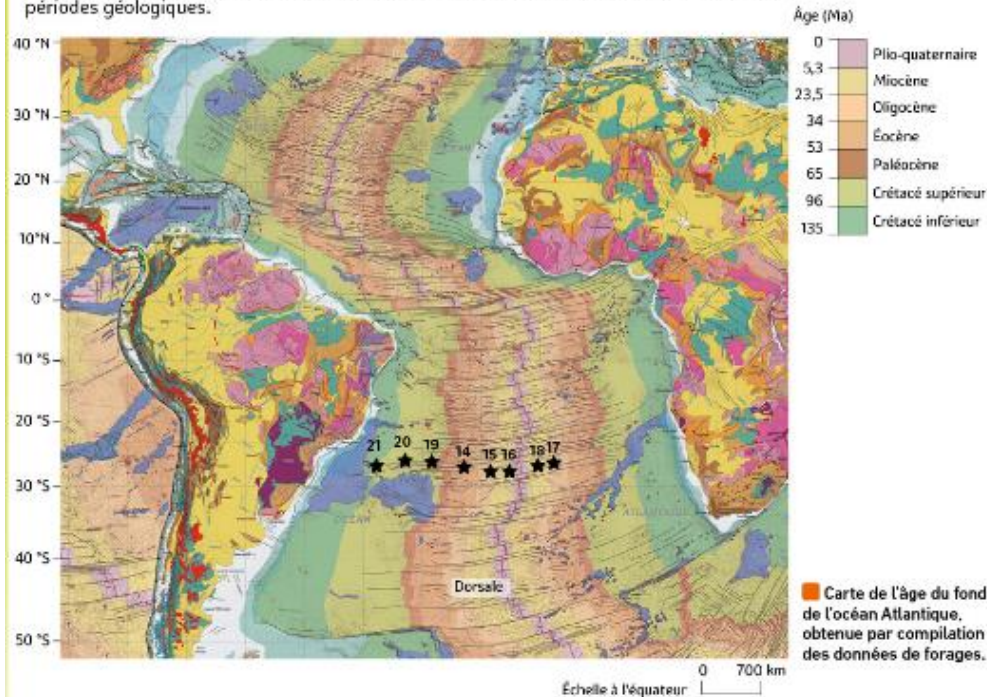 périodes géologiques.
Âge (Ma)
0
5,3
23,5
34
53
65
96
135
Plio-quaternaire
Miocène
Oligocène
Éocène
Paléocène
Crétacé supérieur
Crétacé inférieur
40 °N
30 °N
20 °N
10°N
0 °
10 °S
20 °S
30 °S
40 °S
50 °S
21
20
19
14
15
16
18
17
OCÉAN
ATLANTIQUE
Dorsale
Carte de l'âge du fond
de l'océan Atlantique,
obtenue par compilation
des données de forages.
0 700 km
Échelle à l'équateur